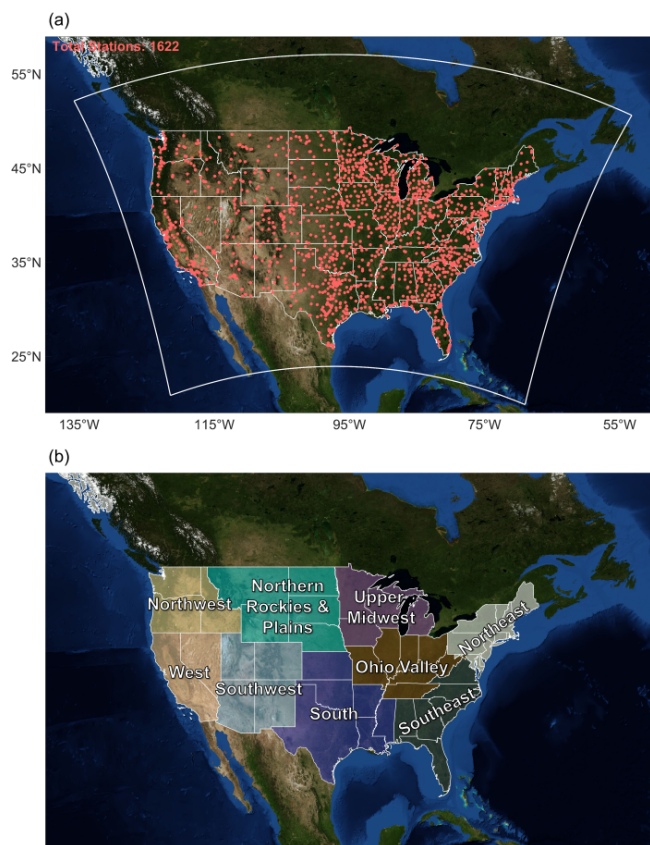 (a)
Total Stations: 1622
55°N
45°N
35°N
25°N
135°W 115°W 95°W 75°W 55°W
(b)
Northwest
Northern
Rockies &
Plains
Upper
Midwest
Northeast
West
Southwest
Ohio Valley
South
Southeast